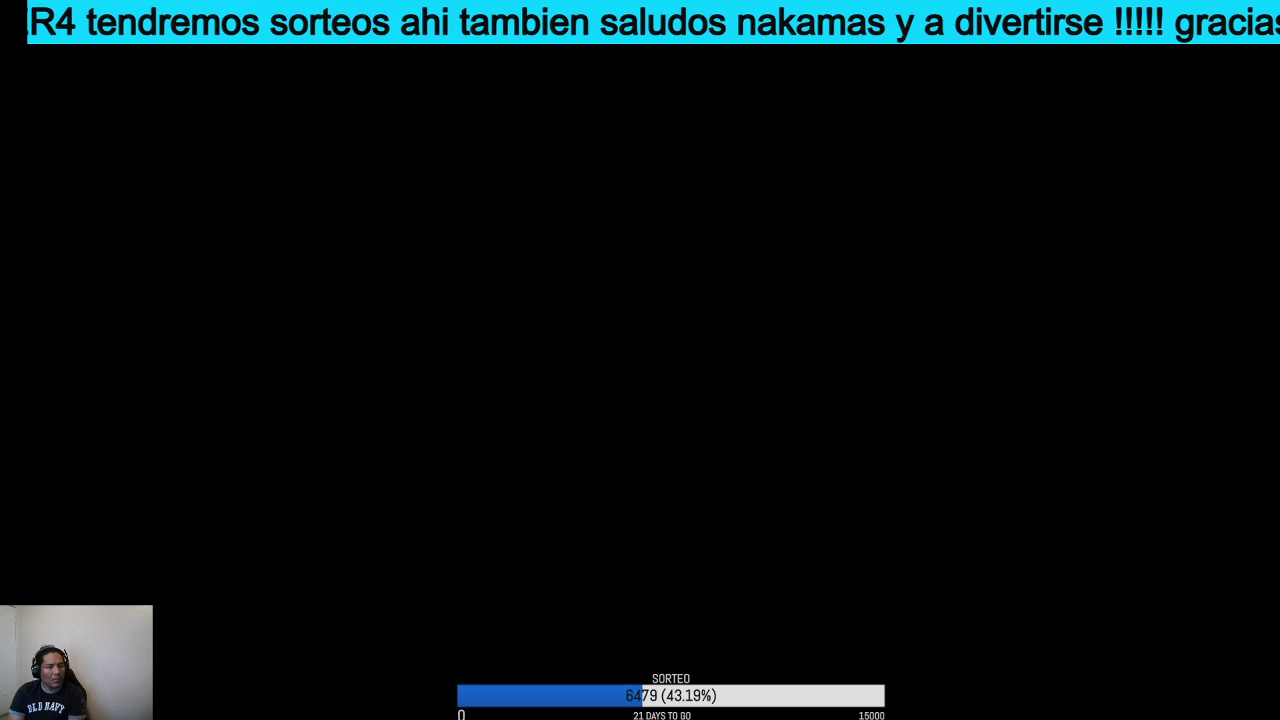 R4 tendremos sorteos ahi tambien saludos nakamas y a divertirse !!!!! gracias
SORTEO
6479 (43.19%)
0 21 DAYS TO GO 15000
OLD NAVY